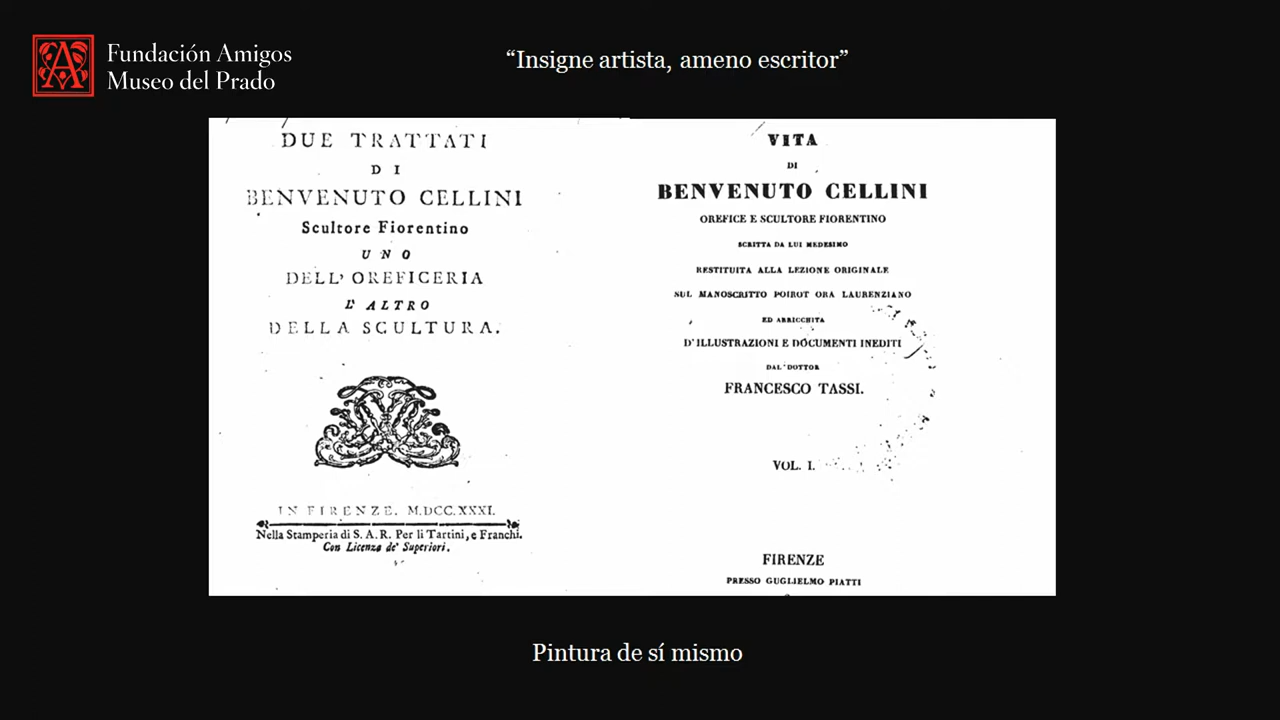 Fundación Amigos
Museo del Prado
“Insigne artista, ameno escritor”
DUE TRATTATI
DI
BENVENUTO CELLINI
Scultore Fiorentino
UNO
DELL' OREFICERIA
L' ALTRO
DELLA SCULTURA.
IN FIRENZE. M.DCC.XXXI.
Nella Stamperia di S. A. R. Per li Tartini, e Franchi.
Con Licenza de' Superiori.
VITA
DI
BENVENUTO CELLINI
OREFICE E SCULTORE FIORENTINO
SCRITTA DA LUI MEDESIMO
RESTITUITA ALLA LEZIONE ORIGINALE
SUL MANOSCRITTO POIROT ORA LAURENZIANO
ED ARRICCHITA
D'ILLUSTRAZIONI E DOCUMENTI INEDITI
DAL DOTTOR
FRANCESCO TASSI.
VOL. I.
FIRENZE
PRESSO GUGLIELMO PIATTI
Pintura de sí mismo